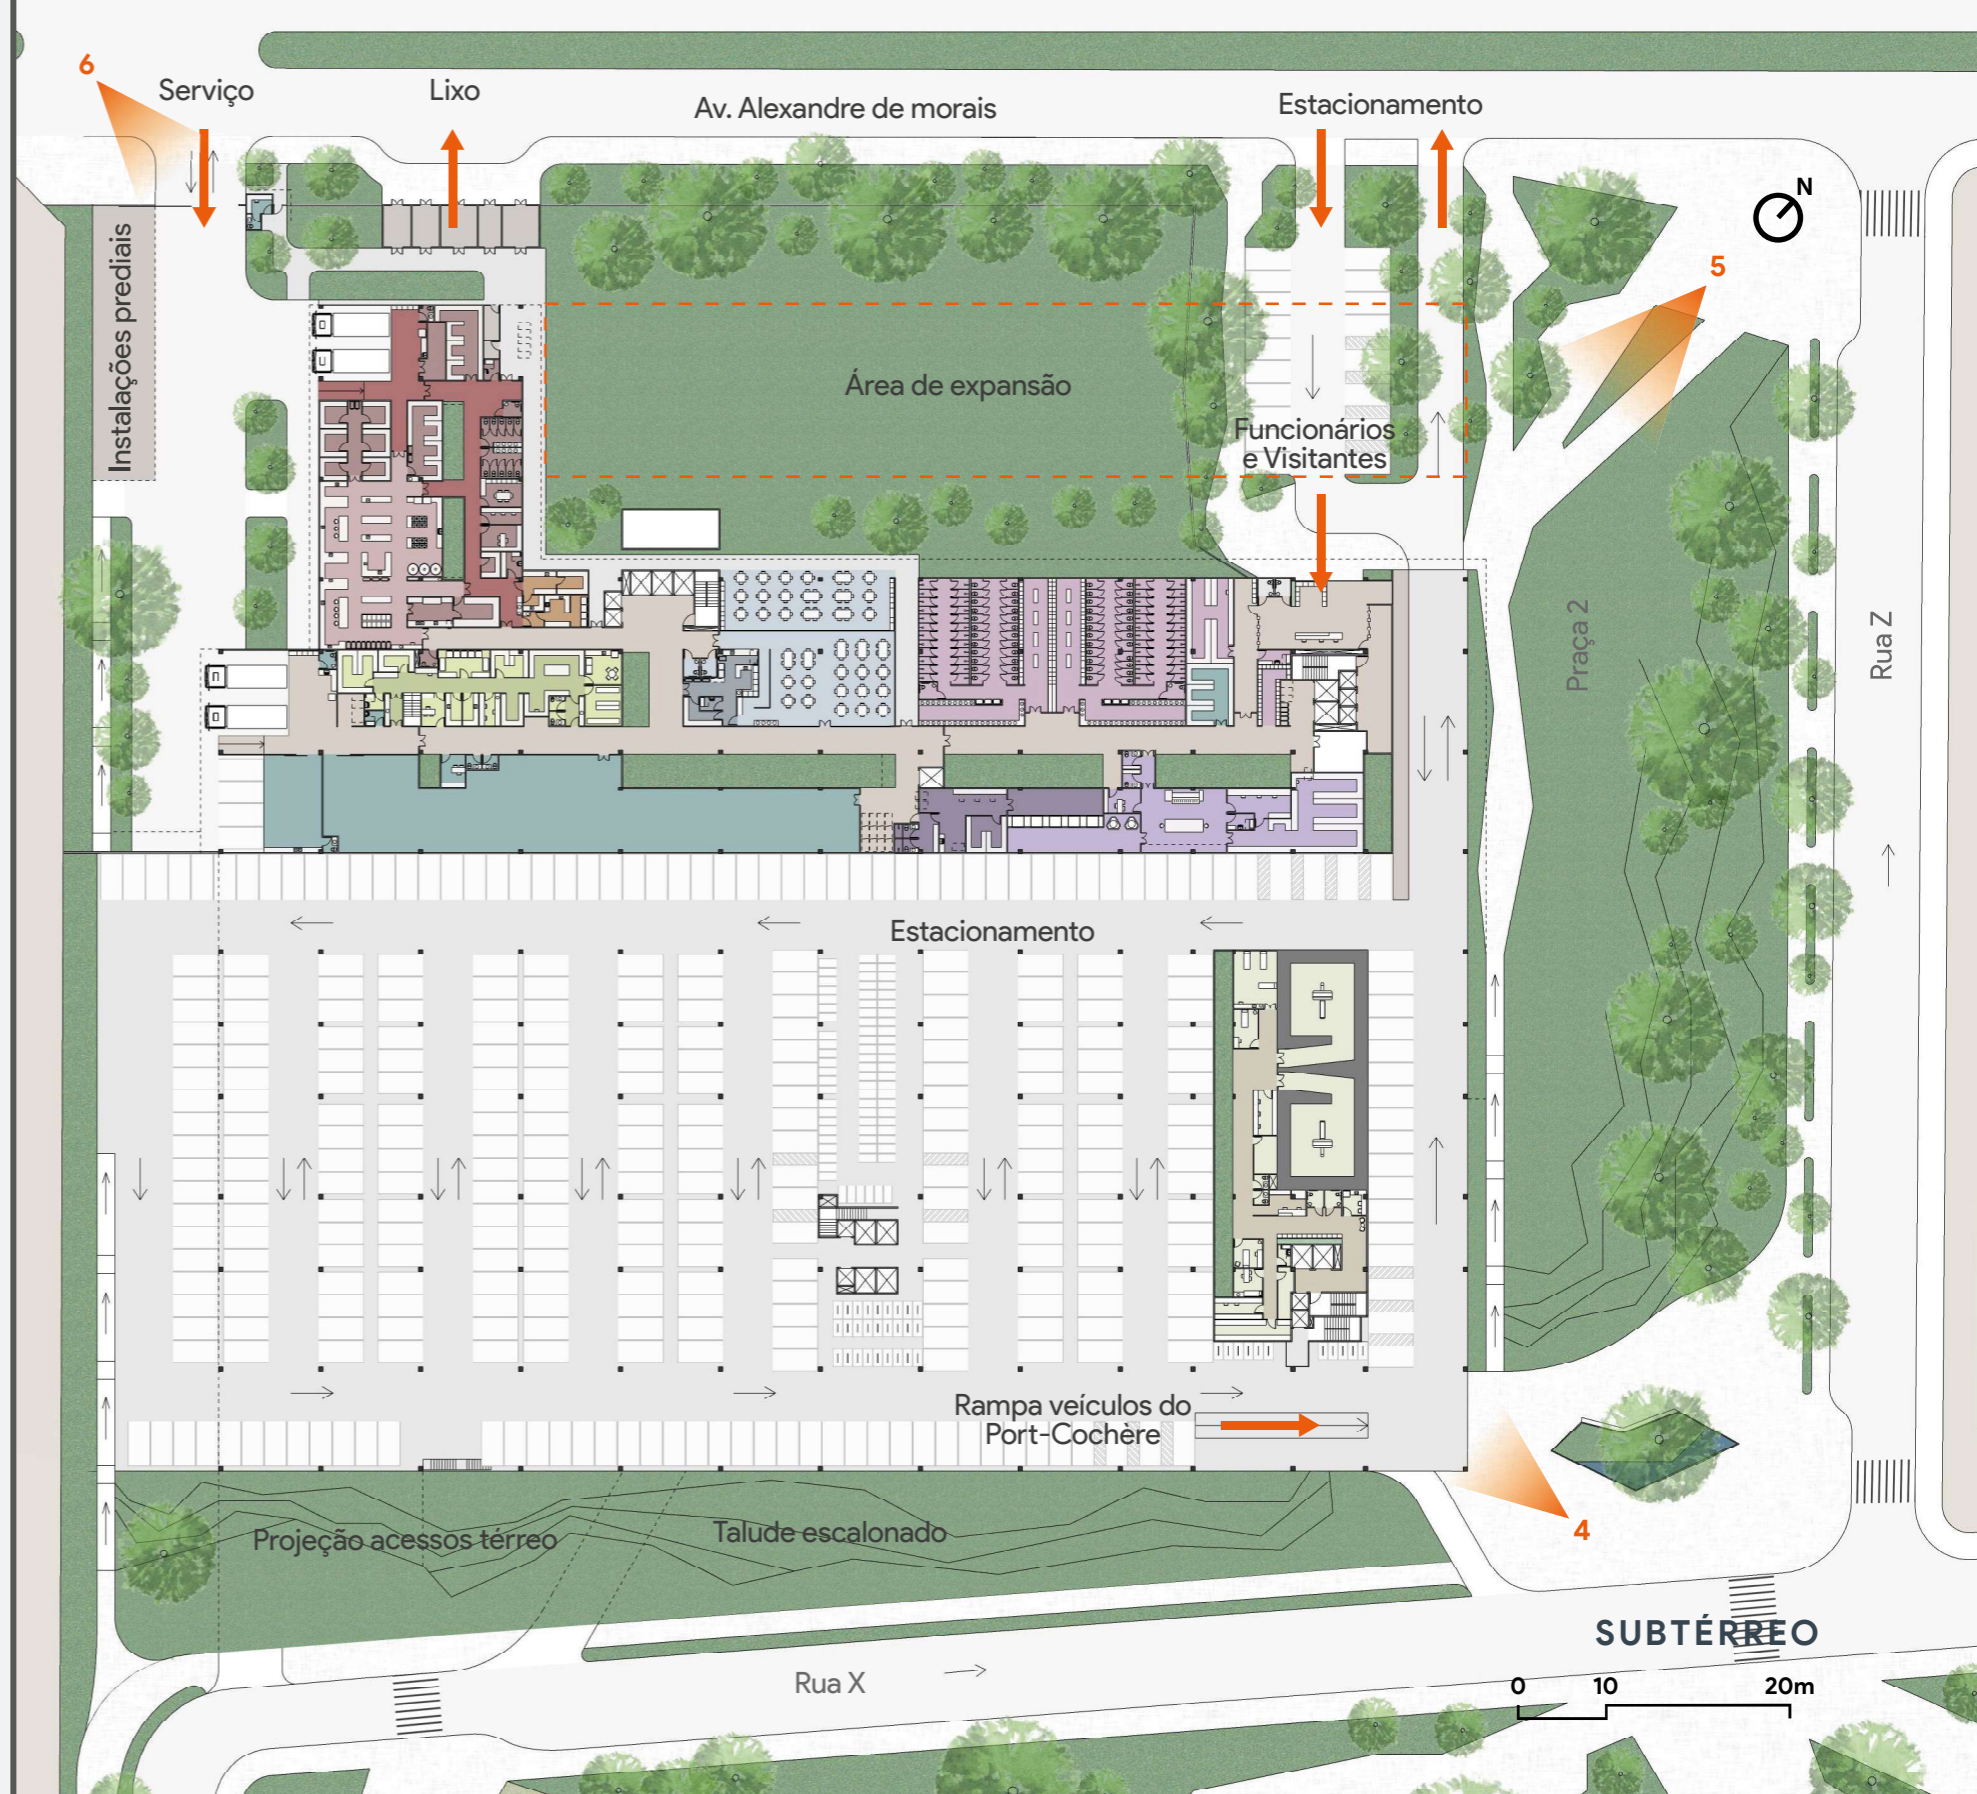 6
Serviço
Lixo
Av. Alexandre de morais
Estacionamento
N
Instalações prediais
5
Área de expansão
Funcionários
e Visitantes
Praça 2
Rua Z
Estacionamento
Rampa veículos do
Port-Cochère
4
Projeção acessos térreo
Talude escalonado
SUBTÉRREO
Rua X
0 10 20m